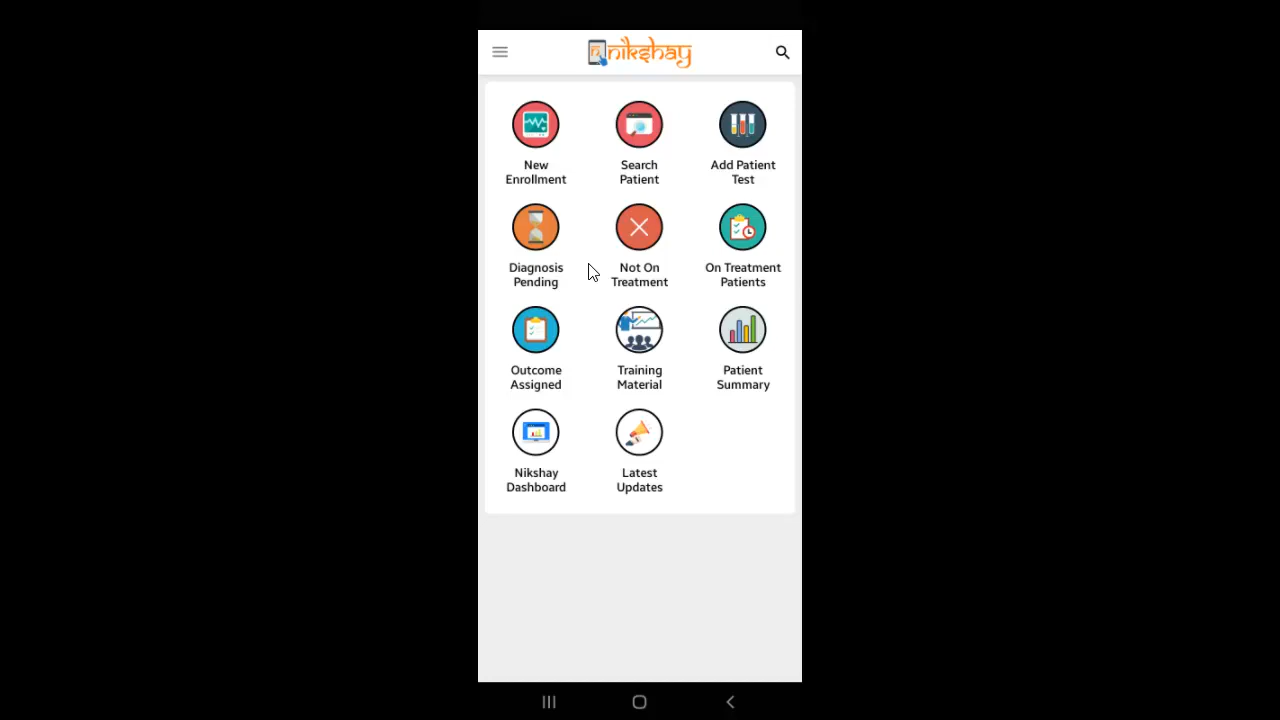 nikshay
New
Enrollment
Search
Patient
Add Patient
Test
Diagnosis
Pending
Not On
Treatment
On Treatment
Patients
Outcome
Assigned
Training
Material
Patient
Summary
Nikshay
Dashboard
Latest
Updates